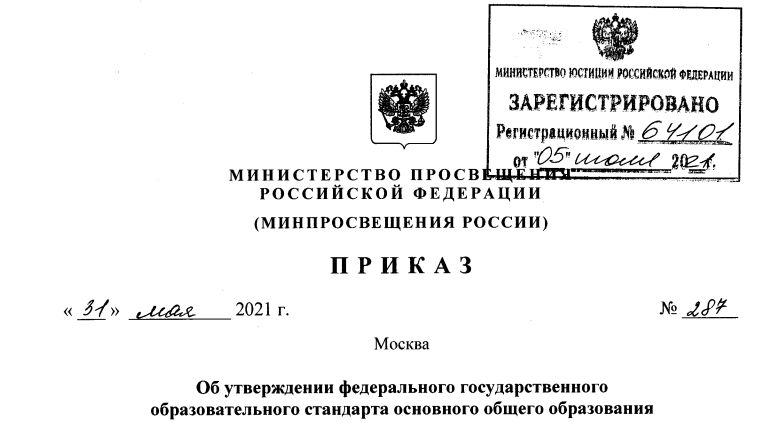 МИНИСТЕРСТВО ЮСТИЦИИ РОССИЙСКОЙ ФЕДЕРАЦИИ
ЗАРЕГИСТРИРОВАНО
Регистрационный № 64101
от "05" июля 2021.
МИНИСТЕРСТВО ПРОСВЕЩЕНИЯ
РОССИЙСКОЙ ФЕДЕРАЦИИ
(МИНПРОСВЕЩЕНИЯ РОССИИ)
ПРИКАЗ
« 31 » мая 2021 г. № 287
Москва
Об утверждении федерального государственного
образовательного стандарта основного общего образования